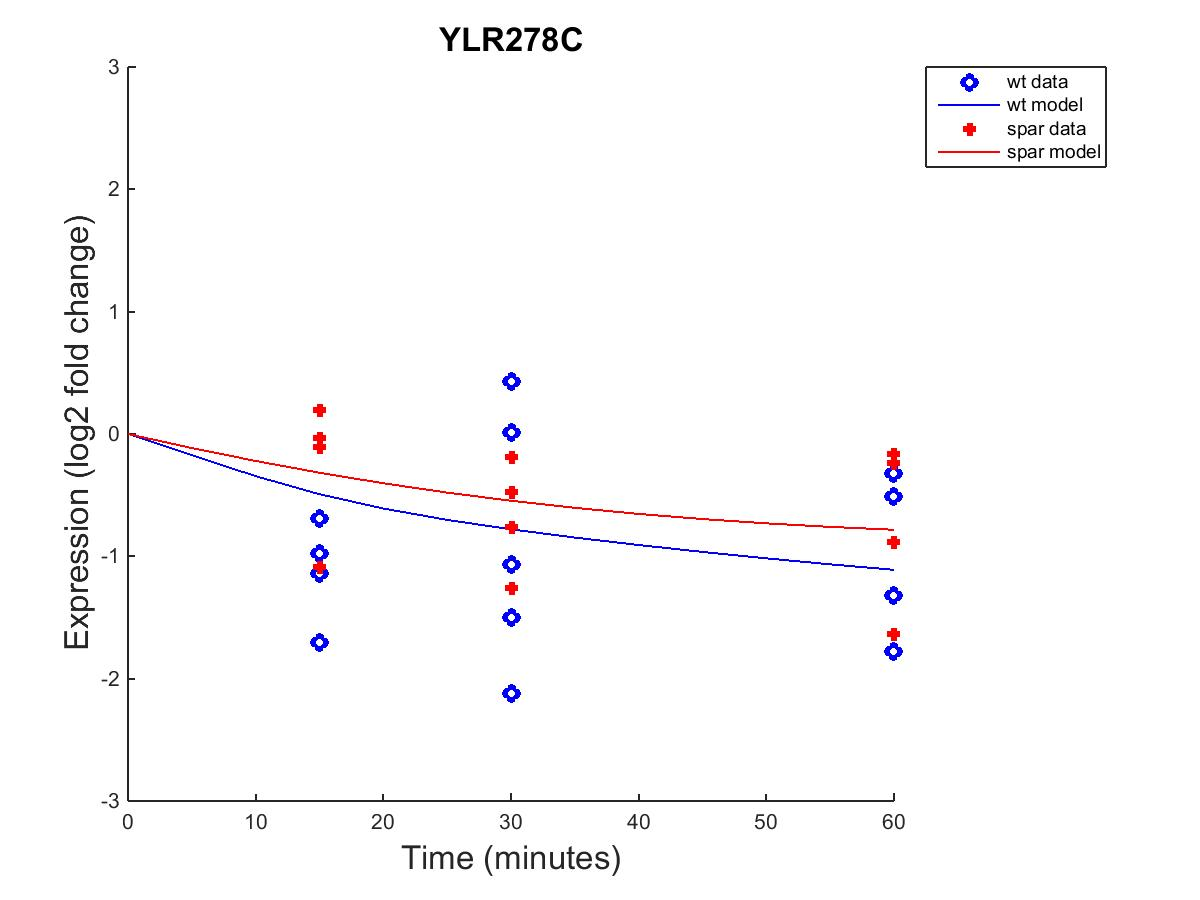 YLR278C
wt data
wt model
spar data
spar model
Expression (log2 fold change)
3
2
1
0
-1
-2
-3
0 10 20 30 40 50 60
Time (minutes)